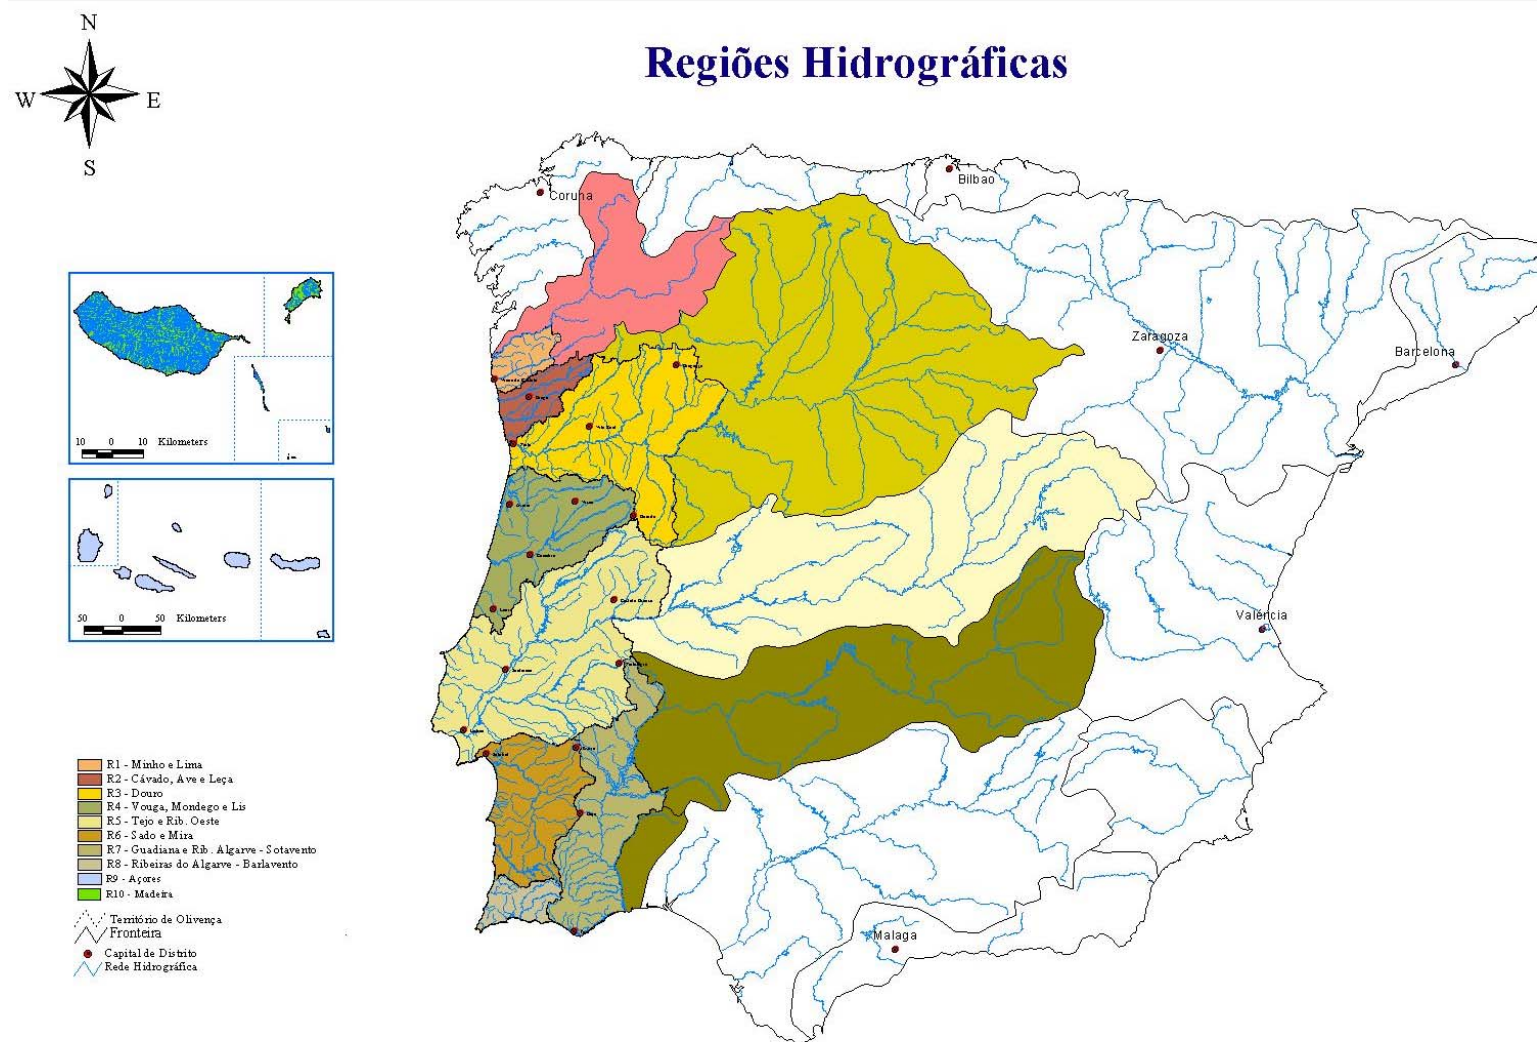 N
Regiões Hidrográficas
W E
S
Coruna
Bilbao
Zaragoza
Barcelona
10 0 10 Kilometers
50 0 50 Kilometers
Valência
R1 - Minho e Lima
R2 - Cávado, Ave e Leça
R3 - Douro
R4 - Vouga, Mondego e Lis
R5 - Tejo e Rib. Oeste
R6 - Sado e Mira
R7 - Guadiana e Rib. Algarve - Sotavento
R8 - Ribeiras do Algarve - Barlavento
R9 - Açores
R10 - Madeira
Território de Olivença
Fronteira
Malaga
Capital de Distrito
Rede Hidrográfica